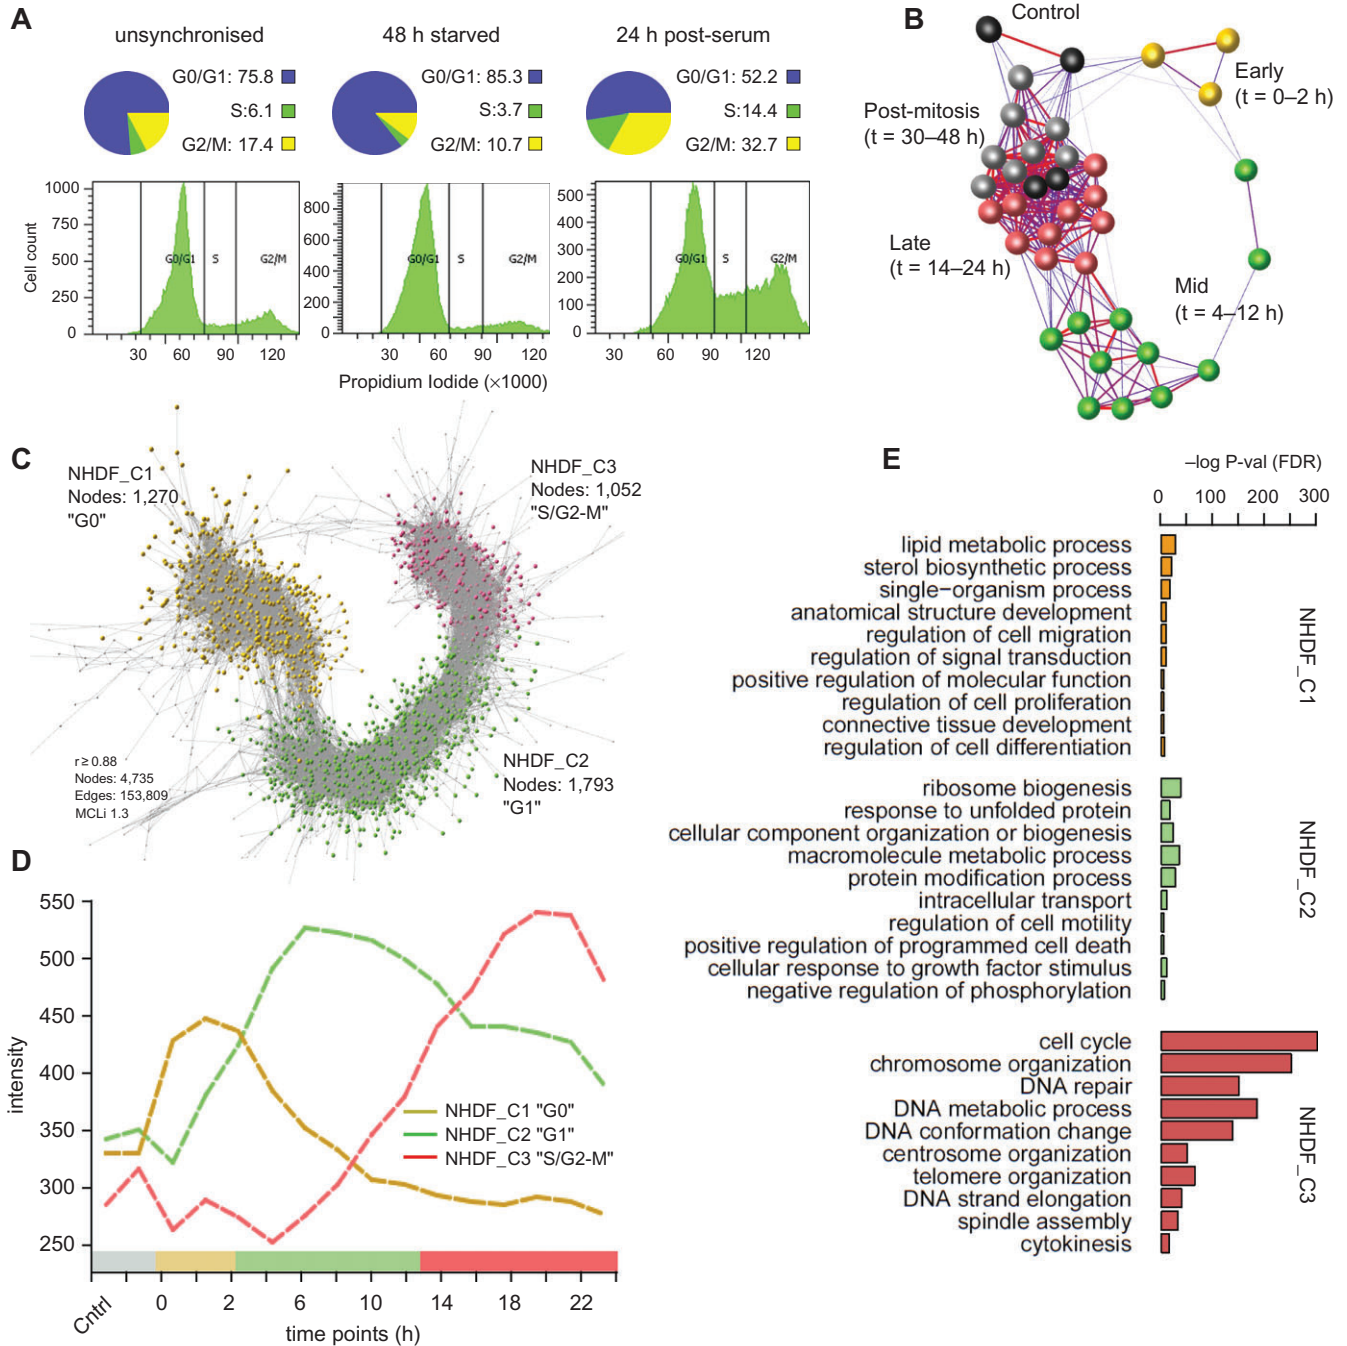 A
unsynchronised
G0/G1: 75.8
S:6.1
G2/M: 17.4
48 h starved
G0/G1: 85.3
S:3.7
G2/M: 10.7
24 h post-serum
G0/G1: 52.2
S:14.4
G2/M: 32.7
Cell count
1000
750
500
250
0
G0/G1
S
G2/M
30
60
90
120
800
600
400
200
0
G0/G1
S
G2/M
30
60
90
120
500
400
300
200
100
0
G0/G1
S
G2/M
30
60
90
120
Propidium Iodide (×1000)
B
Control
Early
(t = 0–2 h)
Post-mitosis
(t = 30–48 h)
Late
(t = 14–24 h)
Mid
(t = 4–12 h)
C
NHDF_C1
Nodes: 1,270
"G0"
NHDF_C3
Nodes: 1,052
"S/G2-M"
NHDF_C2
Nodes: 1,793
"G1"
r ≥ 0.88
Nodes: 4,735
Edges: 153,809
MCLi 1.3
D
intensity
550
500
450
400
350
300
250
NHDF_C1 "G0"
NHDF_C2 "G1"
NHDF_C3 "S/G2-M"
Cntrl
0
2
6
10
14
18
22
time points (h)
E
–log P-val (FDR)
0
100
200
300
lipid metabolic process
sterol biosynthetic process
single−organism process
anatomical structure development
regulation of cell migration
regulation of signal transduction
positive regulation of molecular function
regulation of cell proliferation
connective tissue development
regulation of cell differentiation
NHDF_C1
ribosome biogenesis
response to unfolded protein
cellular component organization or biogenesis
macromolecule metabolic process
protein modification process
intracellular transport
regulation of cell motility
positive regulation of programmed cell death
cellular response to growth factor stimulus
negative regulation of phosphorylation
NHDF_C2
cell cycle
chromosome organization
DNA repair
DNA metabolic process
DNA conformation change
centrosome organization
telomere organization
DNA strand elongation
spindle assembly
cytokinesis
NHDF_C3